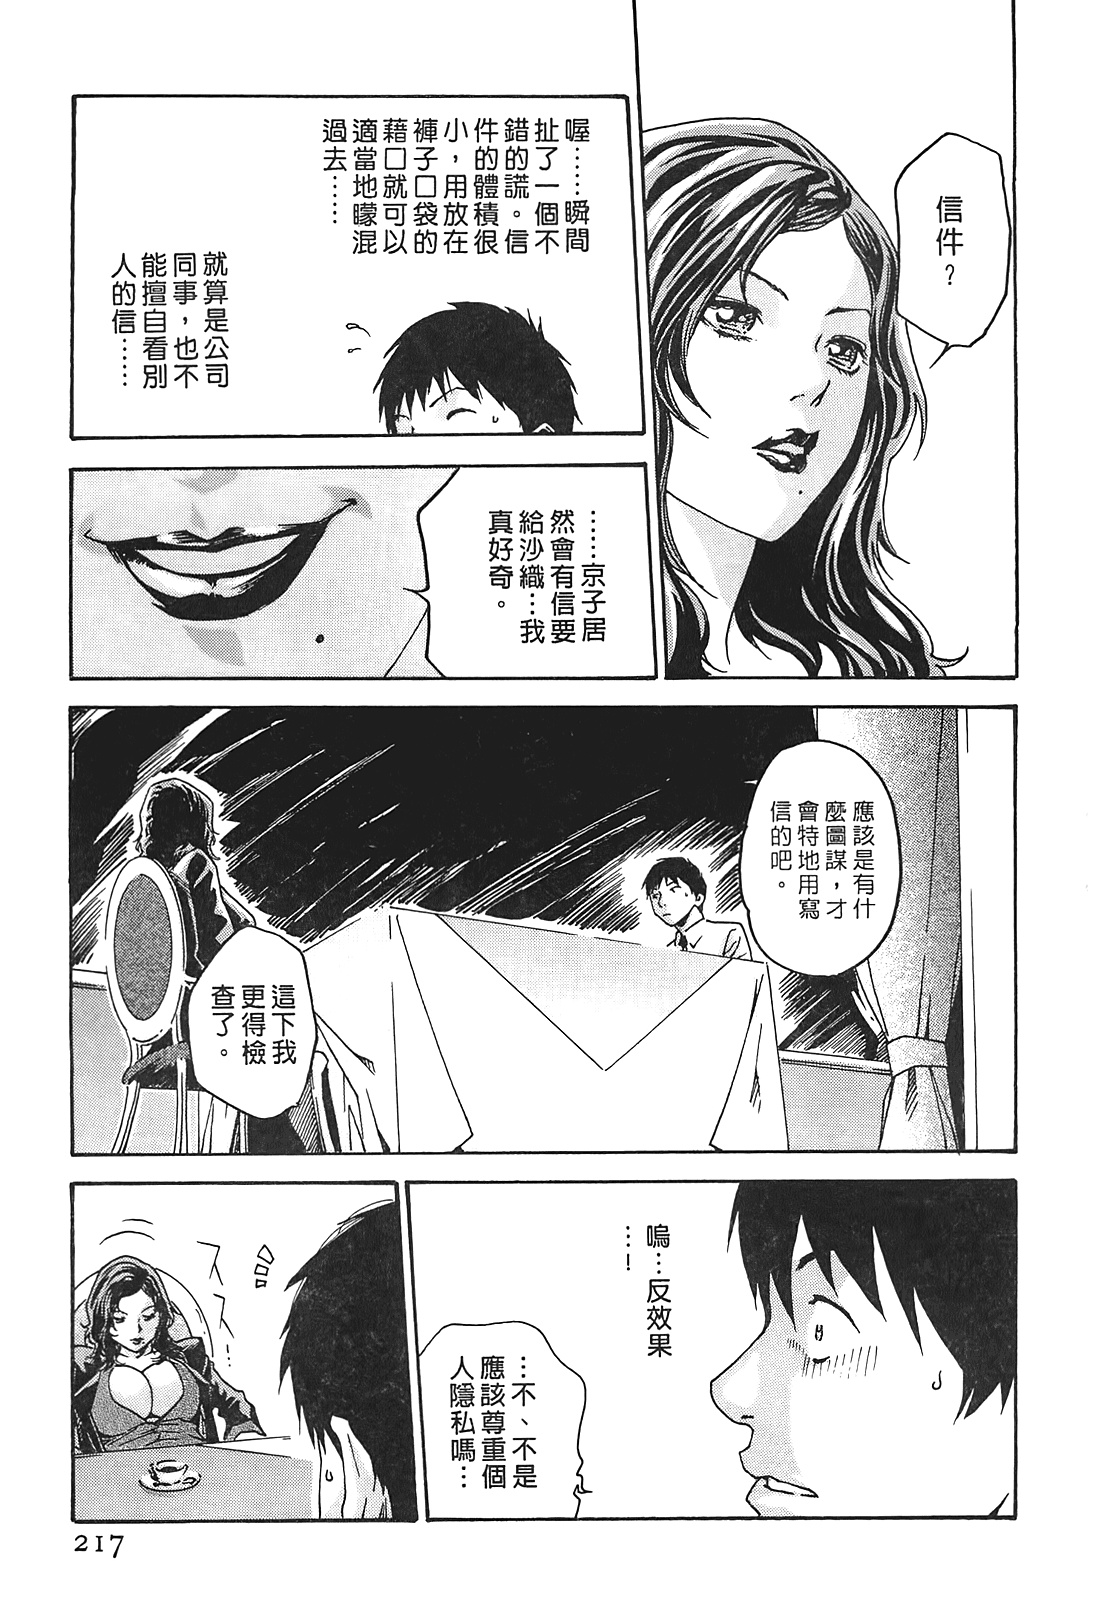 信件?
喔……瞬間
扯了一個不
錯的謊。信
件的體積很
小，用放在
褲子口袋的
藉口就可以
適當地矇混
過去……
就算是公司
同事，也不
能擅自看別
人的信……
……京子居
然會有信要
給沙織…我
真好奇。
應該是有什
麼圖謀，才
會特地用寫
信的吧。
這下我
更得檢
查了。
嗚…反效果
…!
…不、不是
應該尊重個
人隱私嗎…
スス…
217